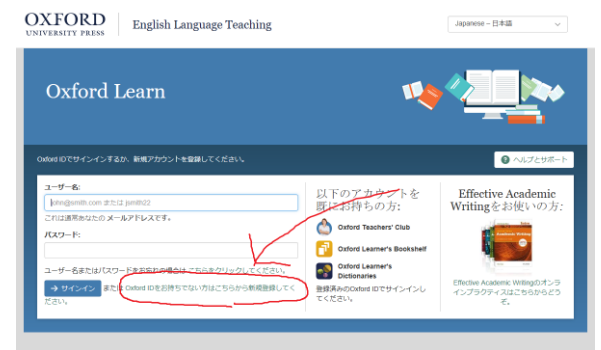 OXFORD
UNIVERSITY PRESS
English Language Teaching
Japanese – 日本語
Oxford Learn
Oxford IDでサインインするか、新規アカウントを登録してください。
ヘルプとサポート
ユーザー名:
john@smith.com または jsmith22
これは通常あなたの メールアドレスです。
パスワード:
ユーザー名またはパスワードをお忘れの場合は こちらをクリックしてください。
サインイン または Oxford IDをお持ちでない方はこちらから新規登録してく
ださい。
以下のアカウントを
既にお持ちの方:
Oxford Teachers' Club
Oxford Learner's Bookshelf
Oxford Learner's
Dictionaries
登録済みのOxford IDでサインインし
てください。
Effective Academic
Writingをお使いの方:
Academic Writing
Effective Academic Writingのオンラ
インプラクティスはこちらからどう
ぞ。